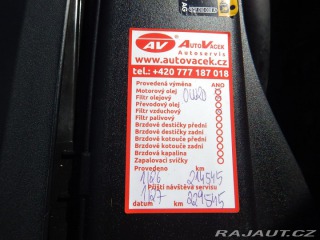 AG
AV AUTOVACEK
Autoservis
www.autovacek.cz
tel.: +420 777 187 018
Provedená výměna ANO
Motorový olej
Filtr olejový
Převodový olej
Filtr vzduchový
Filtr palivový
Brzdové destičky přední
Brzdové destičky zadní
Brzdové kotouče přední
Brzdové kotouče zadní
Brzdová kapalina
Zapalovací svíčky
Provedeno km
214545
Příští návštěva servisu
datum km 229545
RAJAUT.CZ